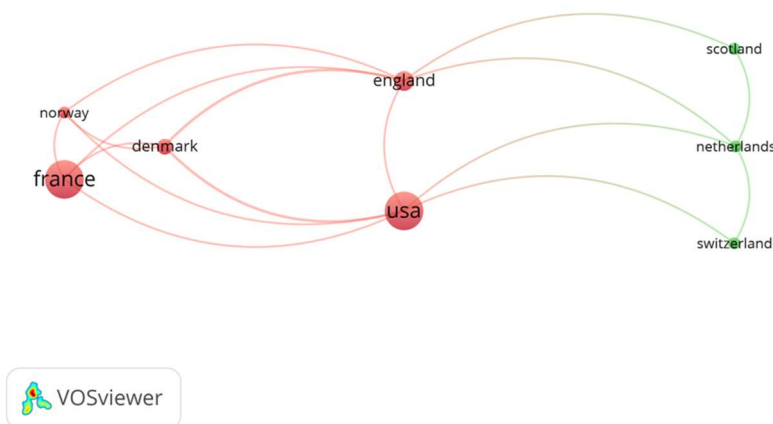 scotland
england
norway
denmark
netherlands
france
usa
switzerland
VOSviewer